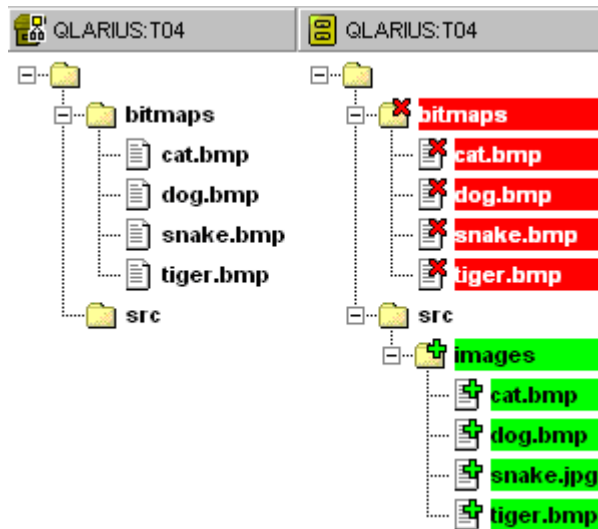 QLARIUS:T04
bitmaps
cat.bmp
dog.bmp
snake.bmp
tiger.bmp
src
QLARIUS:T04
bitmaps
cat.bmp
dog.bmp
snake.bmp
tiger.bmp
src
images
cat.bmp
dog.bmp
snake.jpg
tiger.bmp